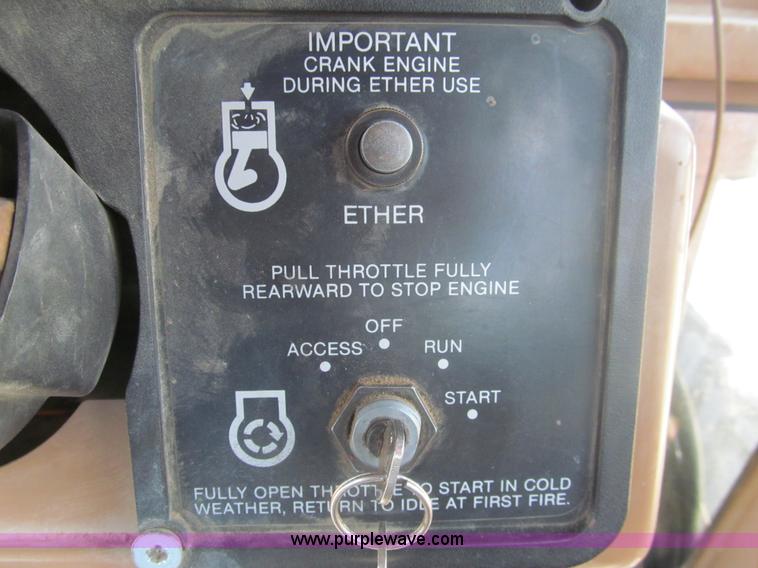 IMPORTANT
CRANK ENGINE
DURING ETHER USE
ETHER
PULL THROTTLE FULLY
REARWARD TO STOP ENGINE
OFF
ACCESS RUN
START
FULLY OPEN THROTTLE TO START IN COLD
WEATHER, RETURN TO IDLE AT FIRST FIRE.
www.purplewave.com